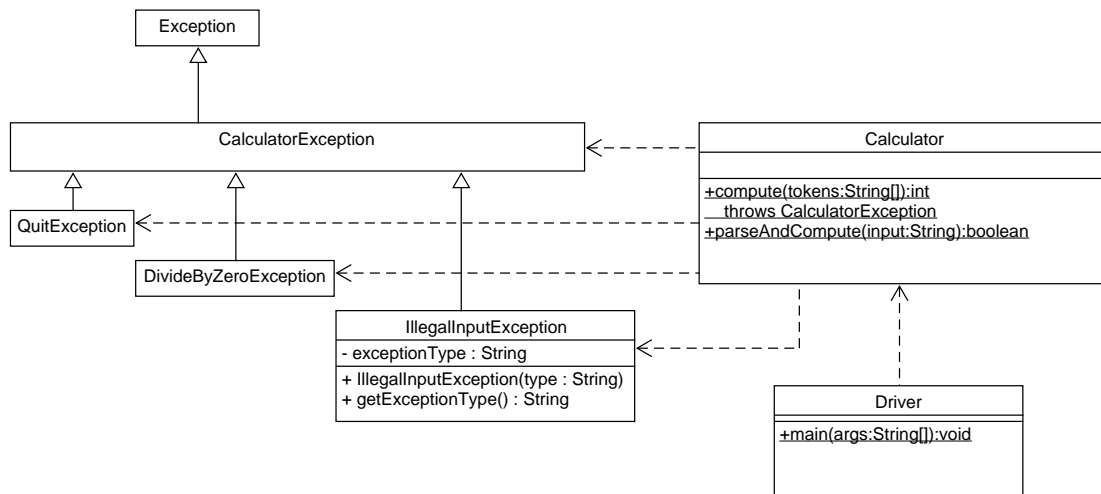 Exception
CalculatorException
Calculator
+compute(tokens:String[]):int
throws CalculatorException
+parseAndCompute(input:String):boolean
QuitException
DivideByZeroException
IllegalInputException
- exceptionType : String
+ IllegalInputException(type : String)
+ getExceptionType() : String
Driver
+main(args:String[]):void